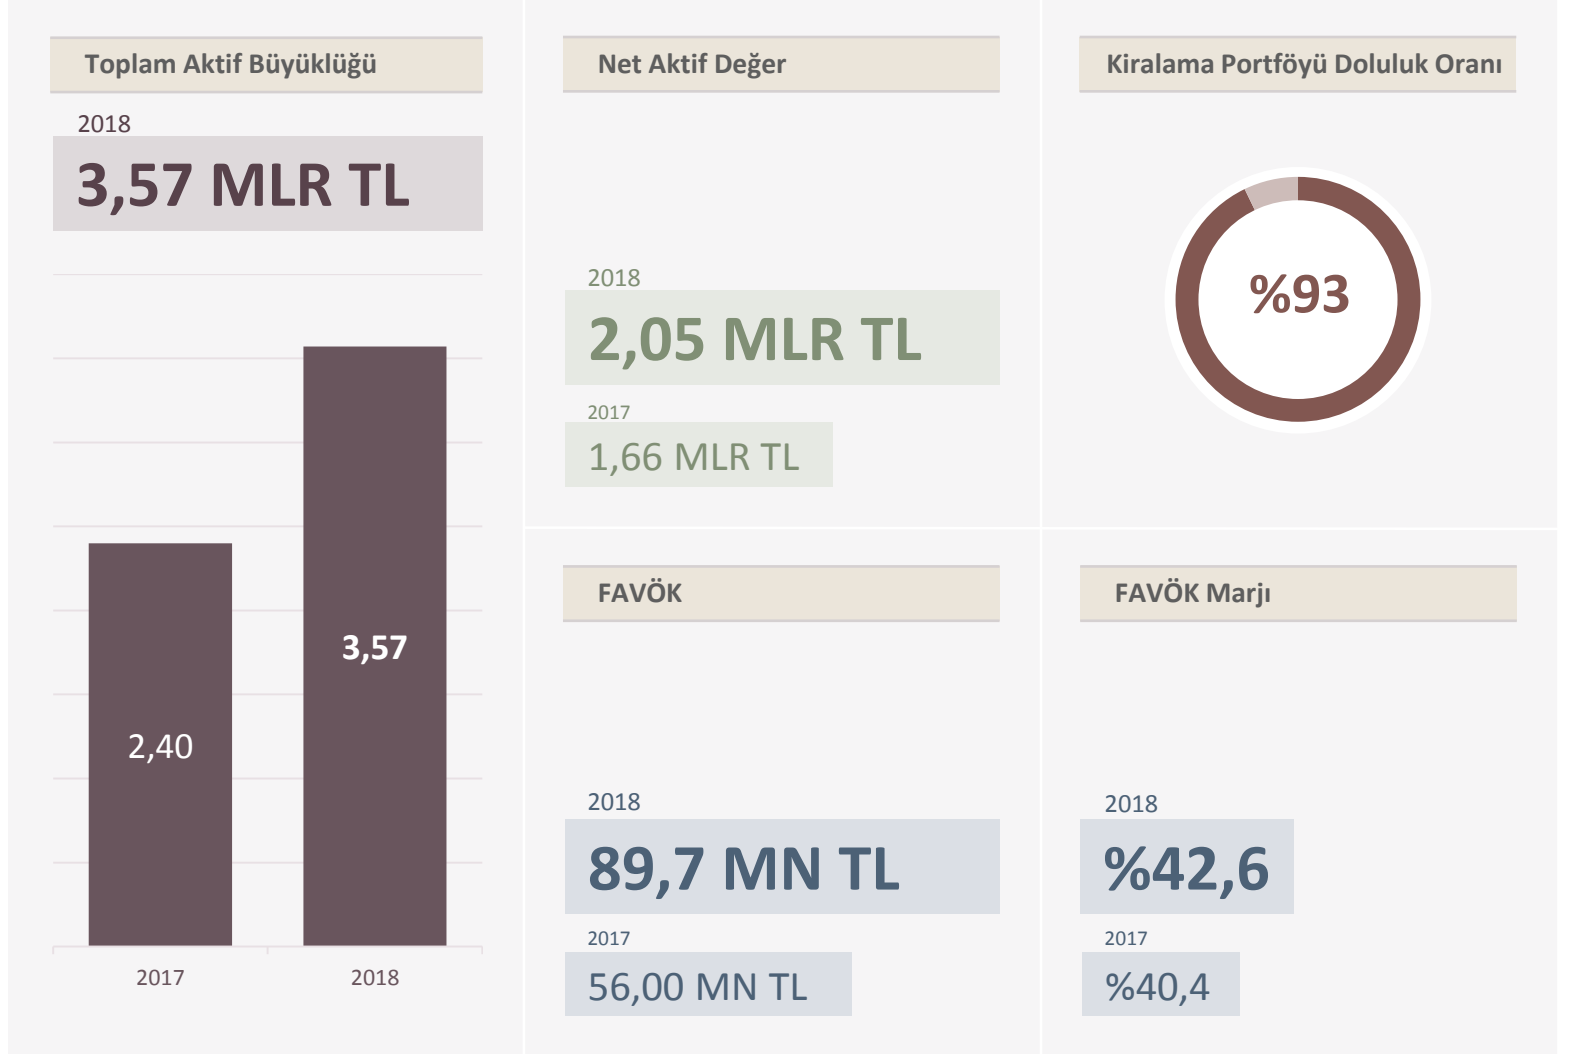 Toplam Aktif Büyüklüğü
2018
3,57 MLR TL
2,40
3,57
2017
2018
Net Aktif Değer
2018
2,05 MLR TL
2017
1,66 MLR TL
Kiralama Portföyü Doluluk Oranı
%93
FAVÖK
2018
89,7 MN TL
2017
56,00 MN TL
FAVÖK Marjı
2018
%42,6
2017
%40,4